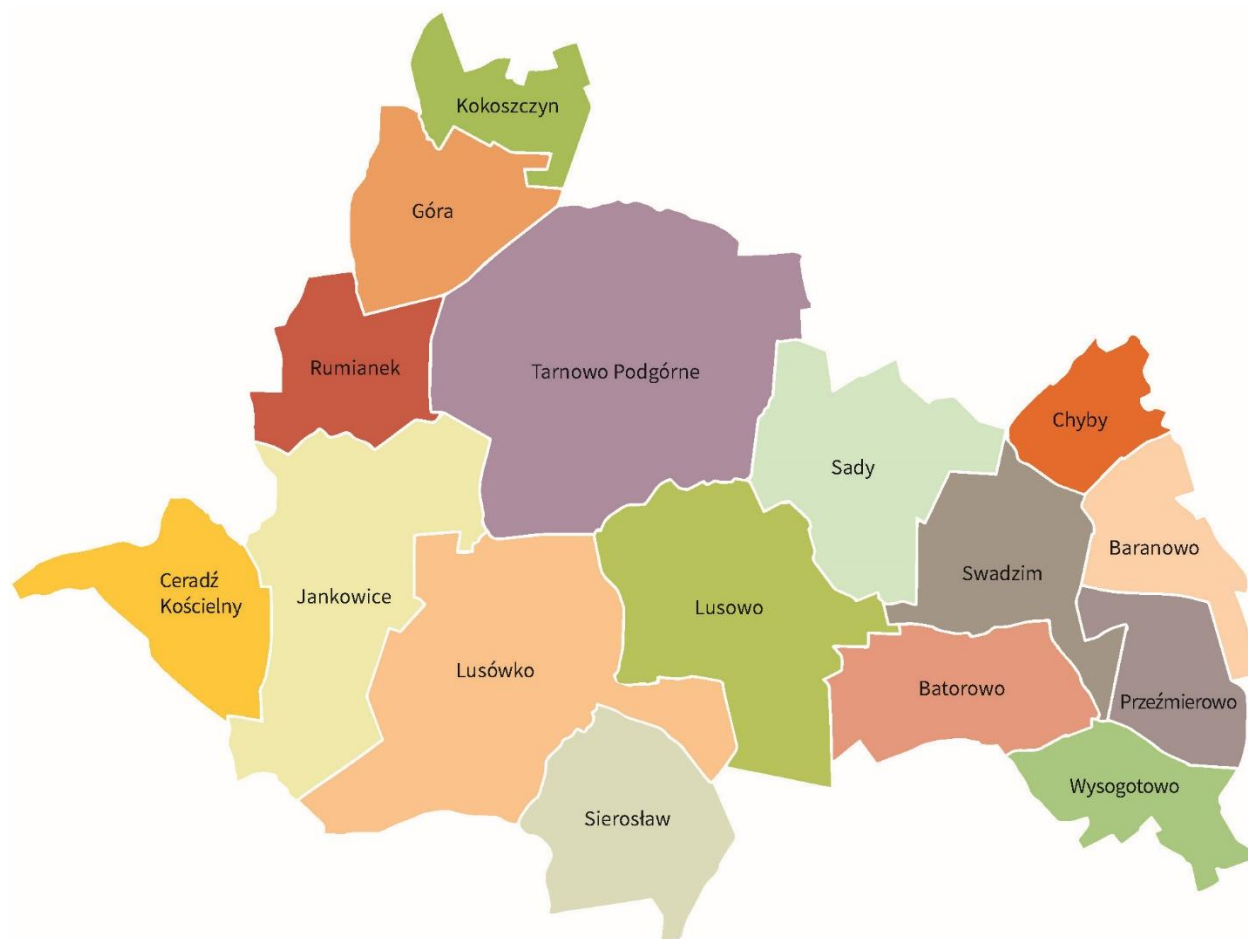 Kokoszczyn
Góra
Rumianek
Tarnowo Podgórne
Chyby
Sady
Baranowo
Swadzim
Ceradź
Kościelny
Jankowice
Lusowo
Lusówko
Batorowo
Przeźmierowo
Wysogotowo
Sierosław